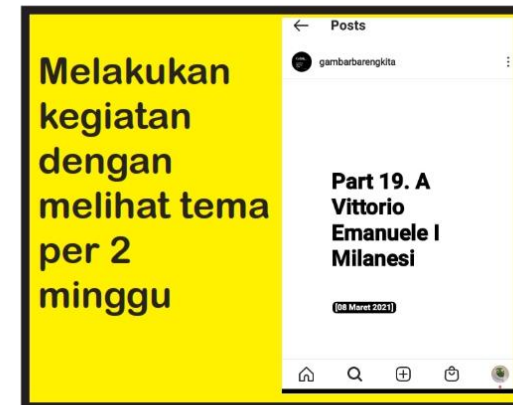 Melakukan
kegiatan
dengan
melihat tema
per 2
minggu
Posts
gambarbarengkita
Part 19. A
Vittorio
Emanuele I
Milanesi
[08 Maret 2021]